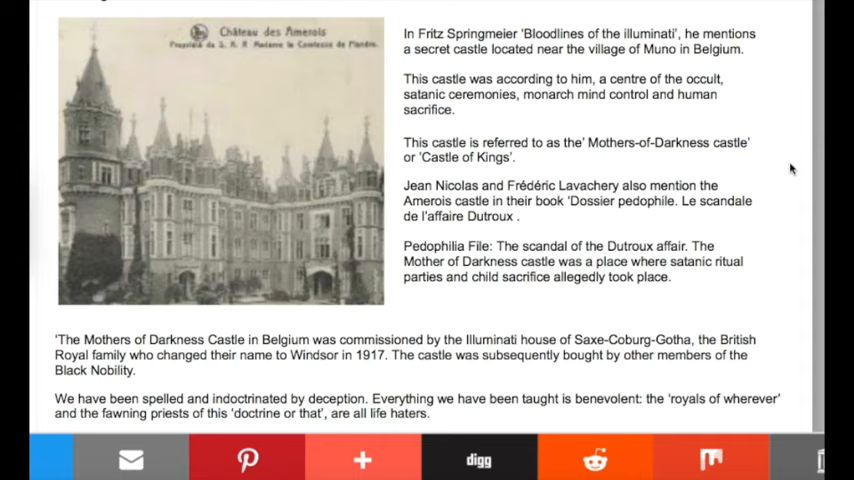 Château des Amerois
Propriété de S. A. R. Madame la Comtesse de Flandre.
In Fritz Springmeier 'Bloodlines of the illuminati', he mentions
a secret castle located near the village of Muno in Belgium.
This castle was according to him, a centre of the occult,
satanic ceremonies, monarch mind control and human
sacrifice.
This castle is referred to as the' Mothers-of-Darkness castle'
or 'Castle of Kings'.
Jean Nicolas and Frédéric Lavachery also mention the
Amerois castle in their book 'Dossier pedophile. Le scandale
de l'affaire Dutroux .
Pedophilia File: The scandal of the Dutroux affair. The
Mother of Darkness castle was a place where satanic ritual
parties and child sacrifice allegedly took place.
'The Mothers of Darkness Castle in Belgium was commissioned by the Illuminati house of Saxe-Coburg-Gotha, the British
Royal family who changed their name to Windsor in 1917. The castle was subsequently bought by other members of the
Black Nobility.
We have been spelled and indoctrinated by deception. Everything we have been taught is benevolent: the 'royals of wherever'
and the fawning priests of this 'doctrine or that', are all life haters.
digg